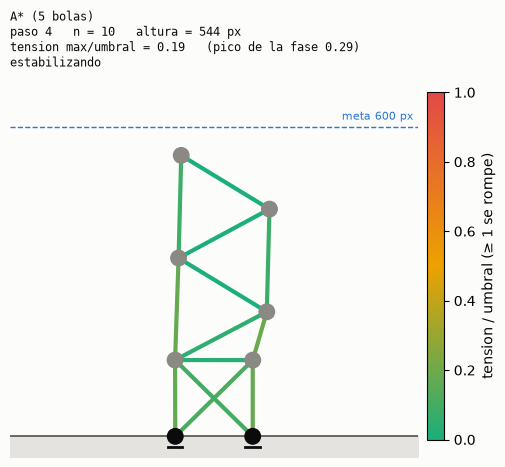 A* (5 bolas)
paso 4   n = 10   altura = 544 px
tension max/umbral = 0.19   (pico de la fase 0.29)
estabilizando
meta 600 px
1.0
0.8
0.6
0.4
0.2
0.0
tensión / umbral (≥ 1 se rompe)